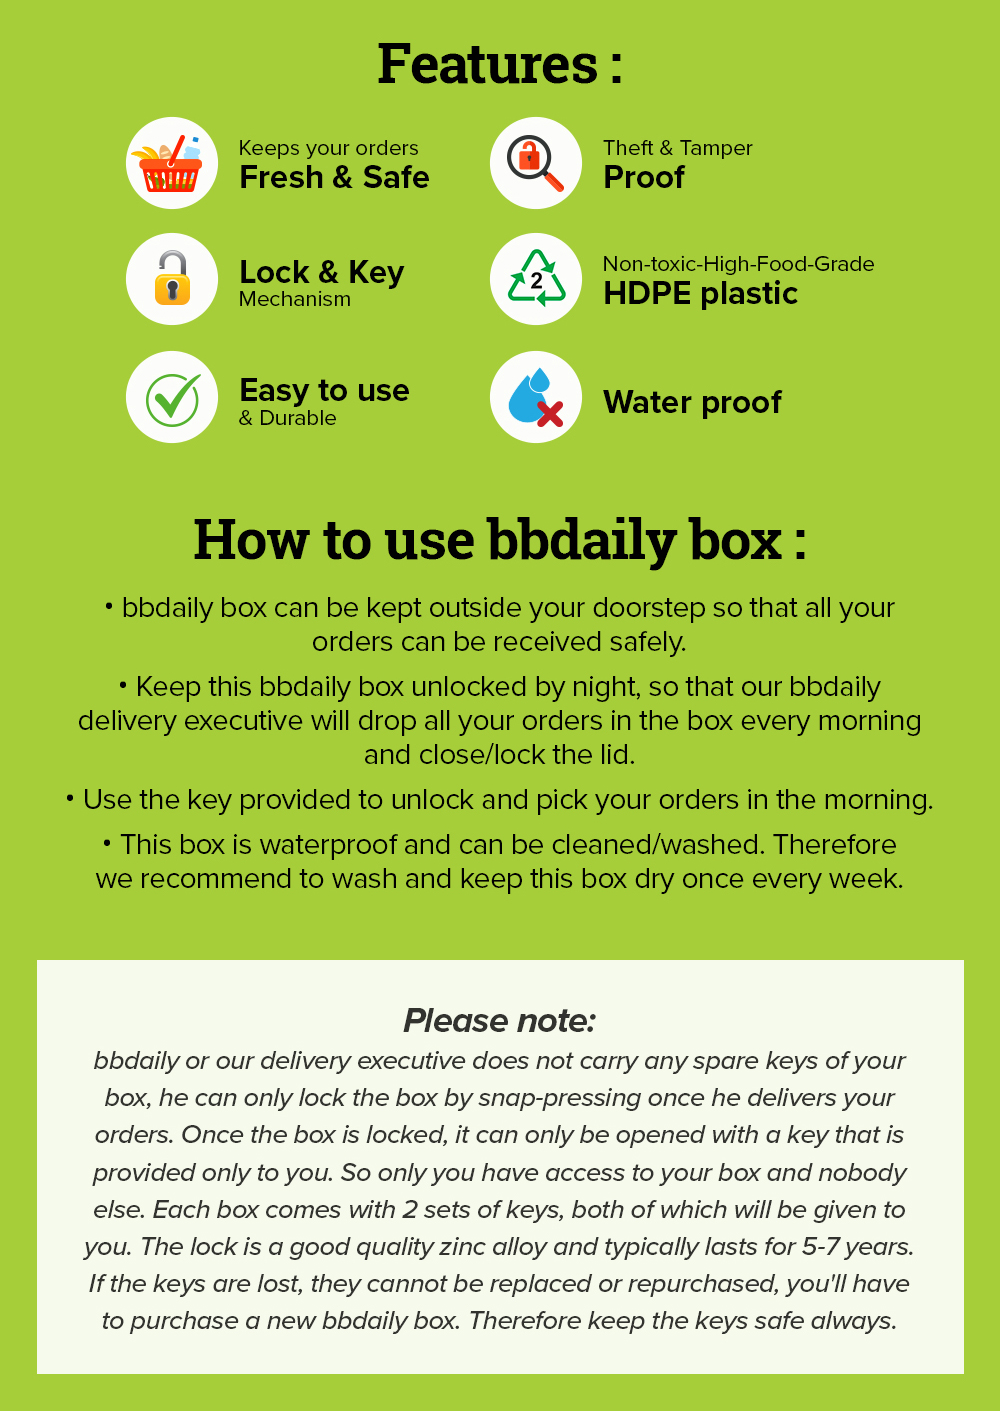 Features :
Keeps your orders
Fresh & Safe
Theft & Tamper
Proof
Lock & Key
Mechanism
2
Non-toxic-High-Food-Grade
HDPE plastic
Easy to use
& Durable
Water proof
How to use bbdaily box :
• bbdaily box can be kept outside your doorstep so that all your
orders can be received safely.
• Keep this bbdaily box unlocked by night, so that our bbdaily
delivery executive will drop all your orders in the box every morning
and close/lock the lid.
• Use the key provided to unlock and pick your orders in the morning.
• This box is waterproof and can be cleaned/washed. Therefore
we recommend to wash and keep this box dry once every week.
Please note:
bbdaily or our delivery executive does not carry any spare keys of your
box, he can only lock the box by snap-pressing once he delivers your
orders. Once the box is locked, it can only be opened with a key that is
provided only to you. So only you have access to your box and nobody
else. Each box comes with 2 sets of keys, both of which will be given to
you. The lock is a good quality zinc alloy and typically lasts for 5-7 years.
If the keys are lost, they cannot be replaced or repurchased, you'll have
to purchase a new bbdaily box. Therefore keep the keys safe always.